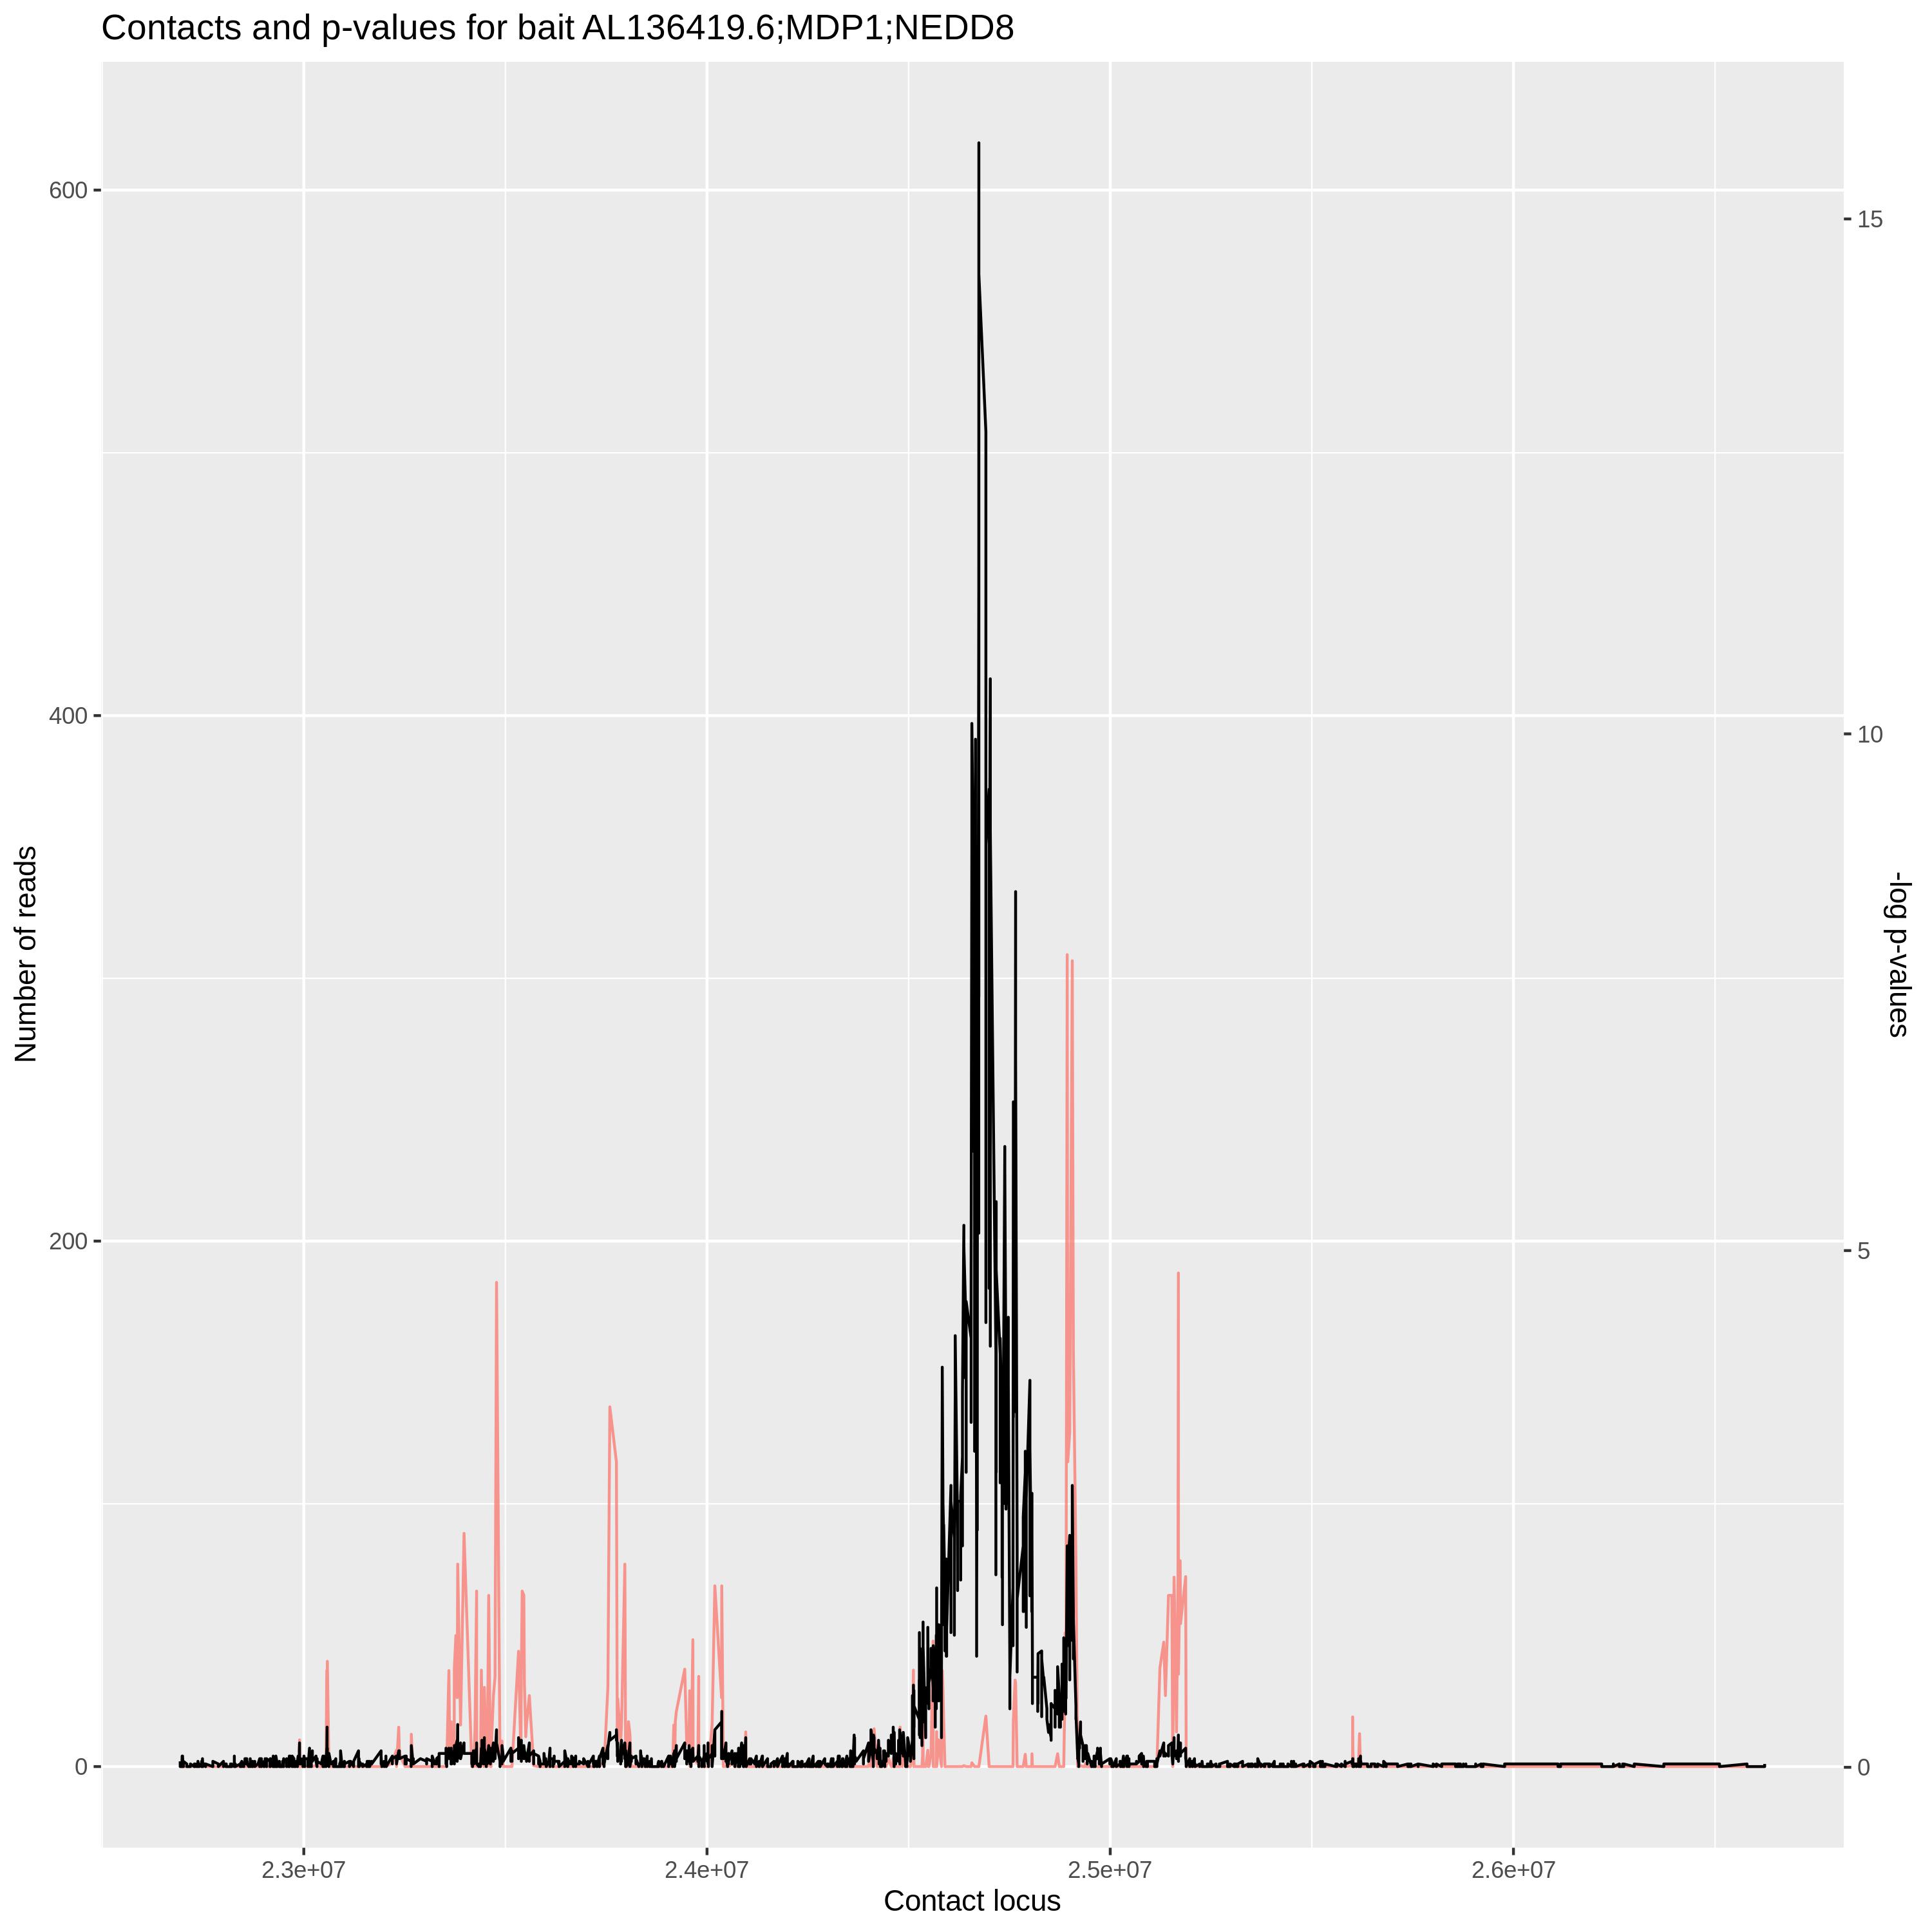 Contacts and p-values for bait AL136419.6;MDP1;NEDD8
600
400
200
0
15
10
5
0
Number of reads
-log p-values
2.3e+07
2.4e+07
2.5e+07
2.6e+07
Contact locus